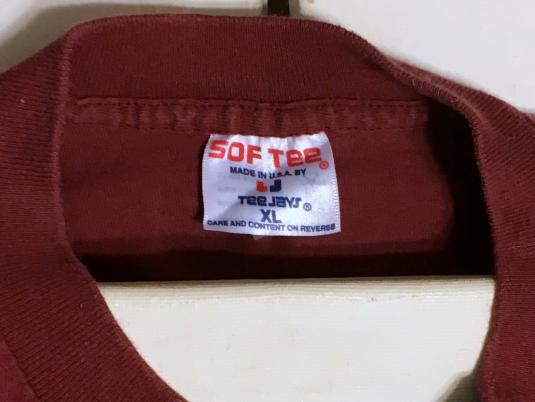 SOF Tee®
MADE IN U.S.A. BY
TJ
Tee Jays®
XL
CARE AND CONTENT ON REVERSE